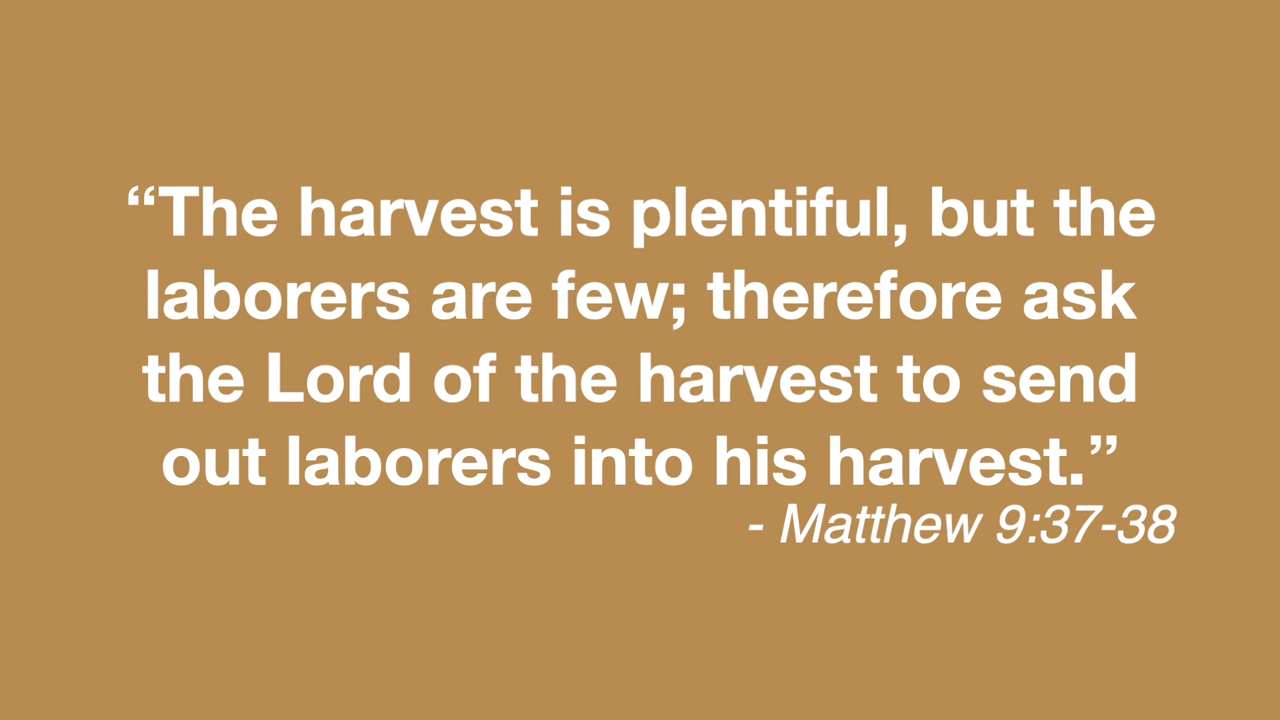 “The harvest is plentiful, but the
laborers are few; therefore ask
the Lord of the harvest to send
out laborers into his harvest.”
- Matthew 9:37-38